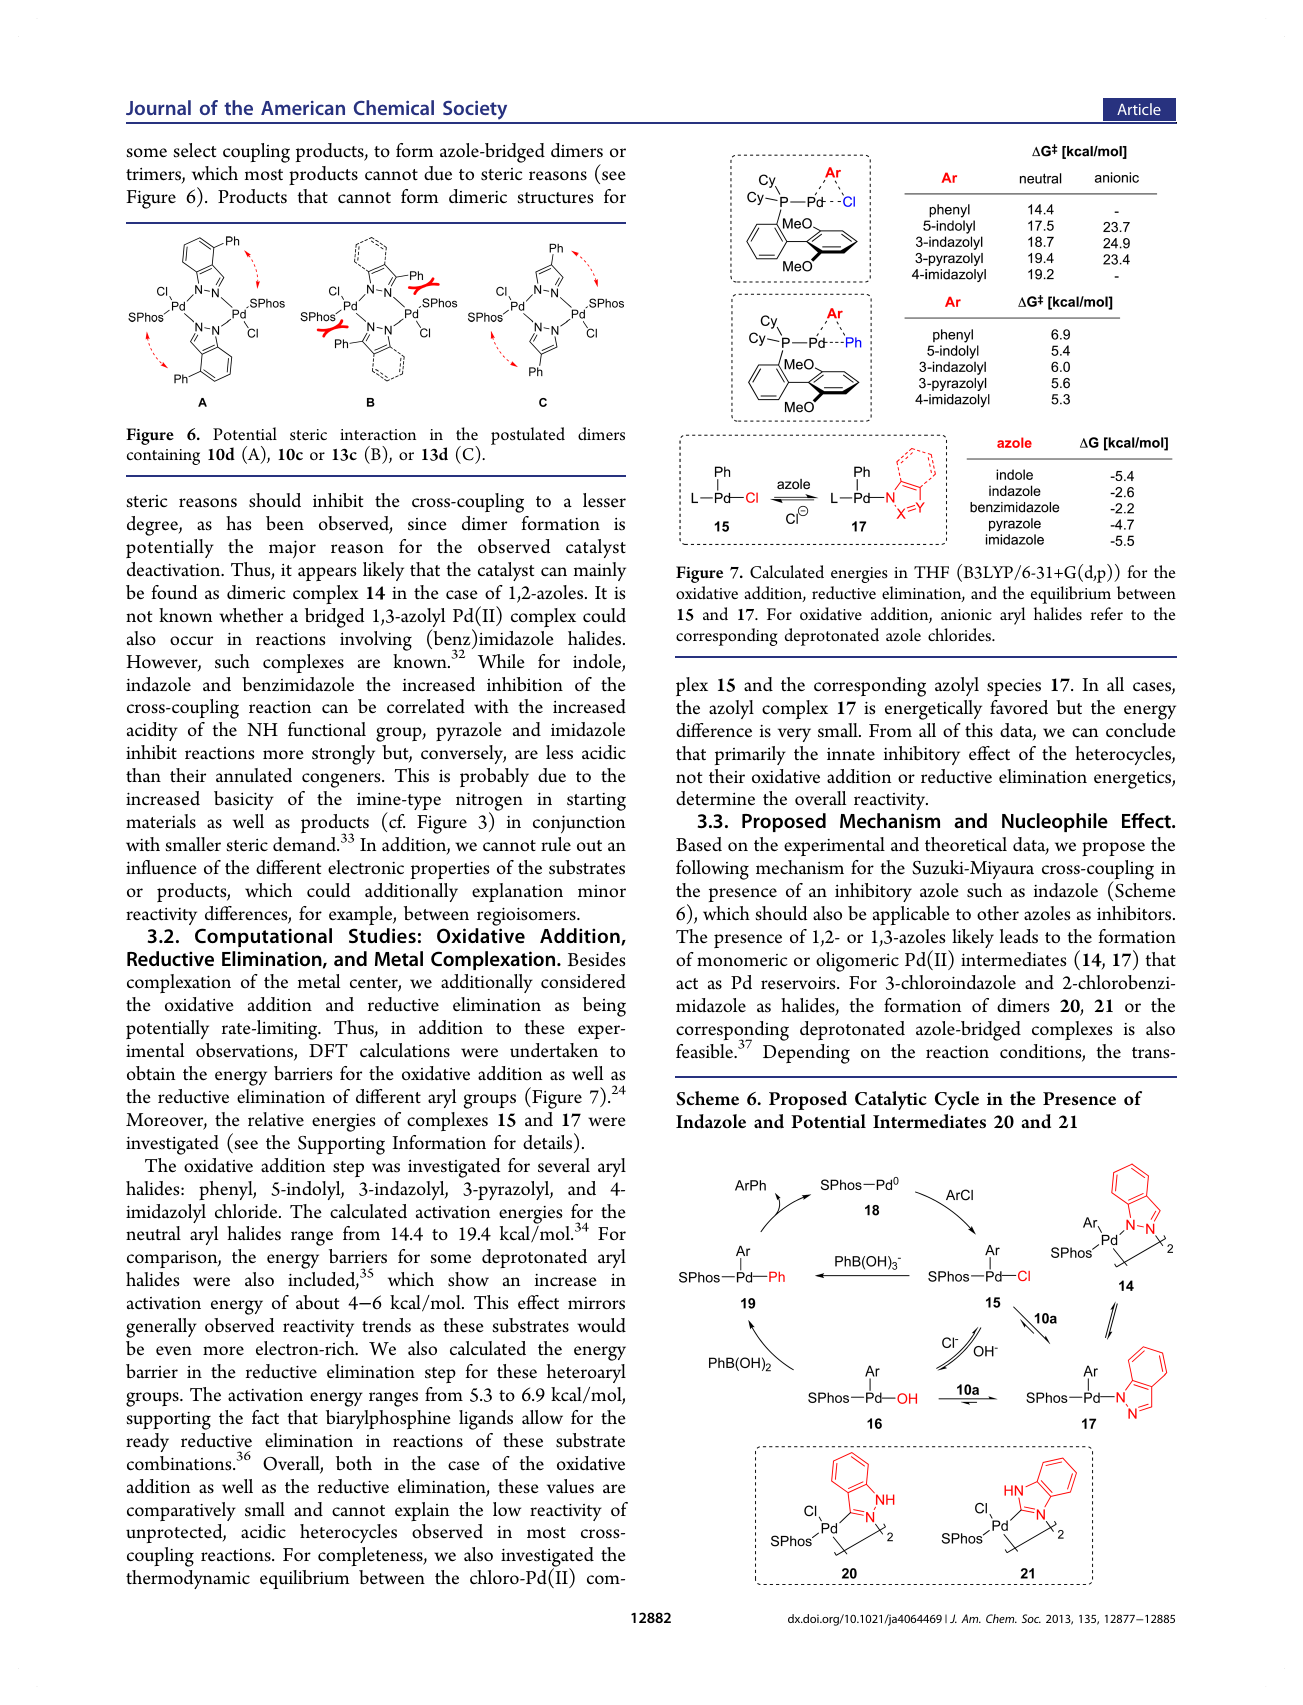 Journal of the American Chemical Society
Article
some select coupling products, to form azole-bridged dimers or
trimers, which most products cannot due to steric reasons (see
Figure 6). Products that cannot form dimeric structures for
Ph
Cl
N N
Pd
SPhos
SPhos
Pd
N N
Cl
Ph
A
Ph
Cl
N N
Pd
SPhos
SPhos
Pd
N N
Cl
Ph
B
Ph
Cl
N N
Pd
SPhos
SPhos
Pd
N N
Cl
Ph
C
Figure 6. Potential steric interaction in the postulated dimers
containing 10d (A), 10c or 13c (B), or 13d (C).
steric reasons should inhibit the cross-coupling to a lesser
degree, as has been observed, since dimer formation is
potentially the major reason for the observed catalyst
deactivation. Thus, it appears likely that the catalyst can mainly
be found as dimeric complex 14 in the case of 1,2-azoles. It is
not known whether a bridged 1,3-azolyl Pd(II) complex could
also occur in reactions involving (benz)imidazole halides.
However, such complexes are known.32 While for indole,
indazole and benzimidazole the increased inhibition of the
cross-coupling reaction can be correlated with the increased
acidity of the NH functional group, pyrazole and imidazole
inhibit reactions more strongly but, conversely, are less acidic
than their annulated congeners. This is probably due to the
increased basicity of the imine-type nitrogen in starting
materials as well as products (cf. Figure 3) in conjunction
with smaller steric demand.33 In addition, we cannot rule out an
influence of the different electronic properties of the substrates
or products, which could additionally explanation minor
reactivity differences, for example, between regioisomers.
3.2. Computational Studies: Oxidative Addition,
Reductive Elimination, and Metal Complexation. Besides
complexation of the metal center, we additionally considered
the oxidative addition and reductive elimination as being
potentially rate-limiting. Thus, in addition to these exper-
imental observations, DFT calculations were undertaken to
obtain the energy barriers for the oxidative addition as well as
the reductive elimination of different aryl groups (Figure 7).24
Moreover, the relative energies of complexes 15 and 17 were
investigated (see the Supporting Information for details).
The oxidative addition step was investigated for several aryl
halides: phenyl, 5-indolyl, 3-indazolyl, 3-pyrazolyl, and 4-
imidazolyl chloride. The calculated activation energies for the
neutral aryl halides range from 14.4 to 19.4 kcal/mol.34 For
comparison, the energy barriers for some deprotonated aryl
halides were also included,35 which show an increase in
activation energy of about 4−6 kcal/mol. This effect mirrors
generally observed reactivity trends as these substrates would
be even more electron-rich. We also calculated the energy
barrier in the reductive elimination step for these heteroaryl
groups. The activation energy ranges from 5.3 to 6.9 kcal/mol,
supporting the fact that biarylphosphine ligands allow for the
ready reductive elimination in reactions of these substrate
combinations.36 Overall, both in the case of the oxidative
addition as well as the reductive elimination, these values are
comparatively small and cannot explain the low reactivity of
unprotected, acidic heterocycles observed in most cross-
coupling reactions. For completeness, we also investigated the
thermodynamic equilibrium between the chloro-Pd(II) com-
Cy
Ar
Cy P Pd Cl
MeO
MeO
ΔG‡ [kcal/mol]
Ar neutral anionic
phenyl 14.4 -
5-indolyl 17.5 23.7
3-indazolyl 18.7 24.9
3-pyrazolyl 19.4 23.4
4-imidazolyl 19.2 -
Cy
Ar
Cy P Pd Ph
MeO
MeO
Ar ΔG‡ [kcal/mol]
phenyl 6.9
5-indolyl 5.4
3-indazolyl 6.0
3-pyrazolyl 5.6
4-imidazolyl 5.3
Ph
L Pd Cl
15
azole
Cl⊖
Ph
L Pd N
X Y
17
azole ΔG [kcal/mol]
indole -5.4
indazole -2.6
benzimidazole -2.2
pyrazole -4.7
imidazole -5.5
Figure 7. Calculated energies in THF (B3LYP/6-31+G(d,p)) for the
oxidative addition, reductive elimination, and the equilibrium between
15 and 17. For oxidative addition, anionic aryl halides refer to the
corresponding deprotonated azole chlorides.
plex 15 and the corresponding azolyl species 17. In all cases,
the azolyl complex 17 is energetically favored but the energy
difference is very small. From all of this data, we can conclude
that primarily the innate inhibitory effect of the heterocycles,
not their oxidative addition or reductive elimination energetics,
determine the overall reactivity.
3.3. Proposed Mechanism and Nucleophile Effect.
Based on the experimental and theoretical data, we propose the
following mechanism for the Suzuki-Miyaura cross-coupling in
the presence of an inhibitory azole such as indazole (Scheme
6), which should also be applicable to other azoles as inhibitors.
The presence of 1,2- or 1,3-azoles likely leads to the formation
of monomeric or oligomeric Pd(II) intermediates (14, 17) that
act as Pd reservoirs. For 3-chloroindazole and 2-chlorobenzi-
midazole as halides, the formation of dimers 20, 21 or the
corresponding deprotonated azole-bridged complexes is also
feasible.37 Depending on the reaction conditions, the trans-
Scheme 6. Proposed Catalytic Cycle in the Presence of
Indazole and Potential Intermediates 20 and 21
ArPh
SPhos Pd0
18
ArCl
Ar
SPhos Pd Ph
19
PhB(OH)3-
Ar
SPhos Pd Cl
15
Ar
N N
Pd
SPhos
2
14
10a
Cl-
OH-
PhB(OH)2
Ar
SPhos Pd OH
16
10a
Ar
SPhos Pd N
N
17
NH
N
Cl
Pd
SPhos
2
20
HN
N
Cl
Pd
SPhos
2
21
12882
dx.doi.org/10.1021/ja4064469 | J. Am. Chem. Soc. 2013, 135, 12877−12885